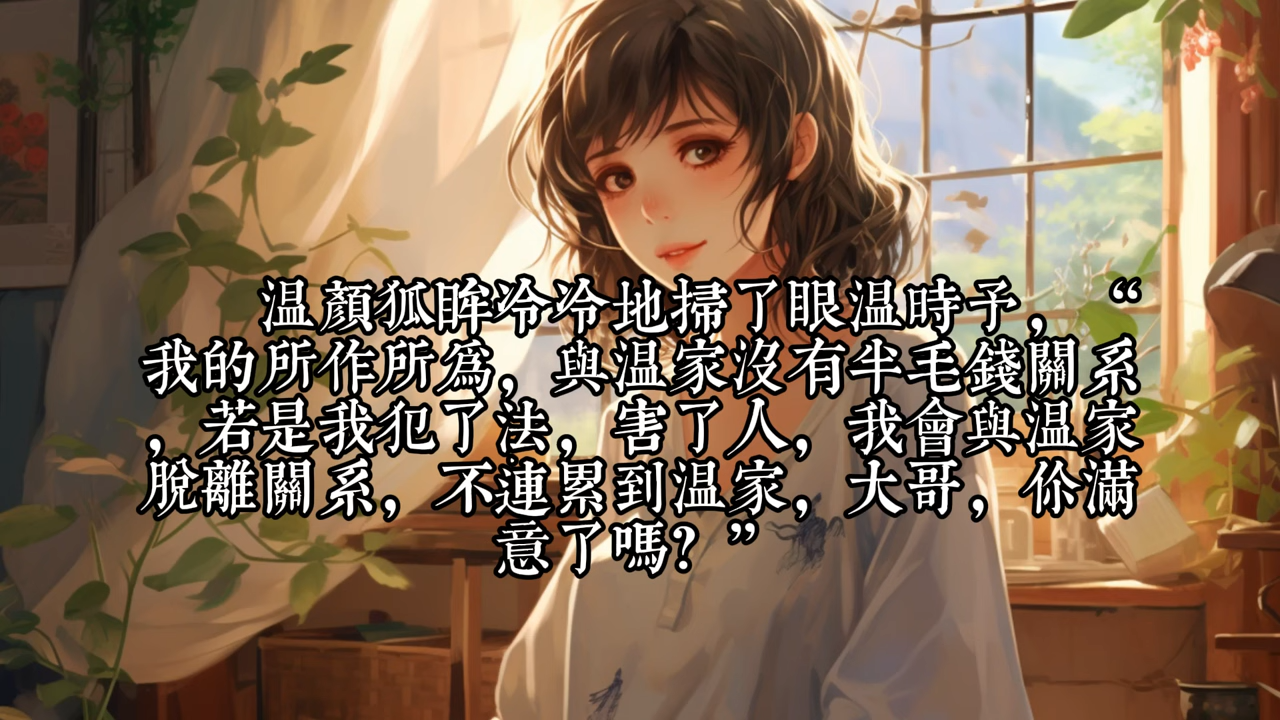 温顏狐眸冷冷地掃了眼温時予，“
我的所作所爲，與温家沒有半毛錢關系
，若是我犯了法，害了人，我會與温家
脫離關系，不連累到温家，大哥，你滿
意了嗎？”